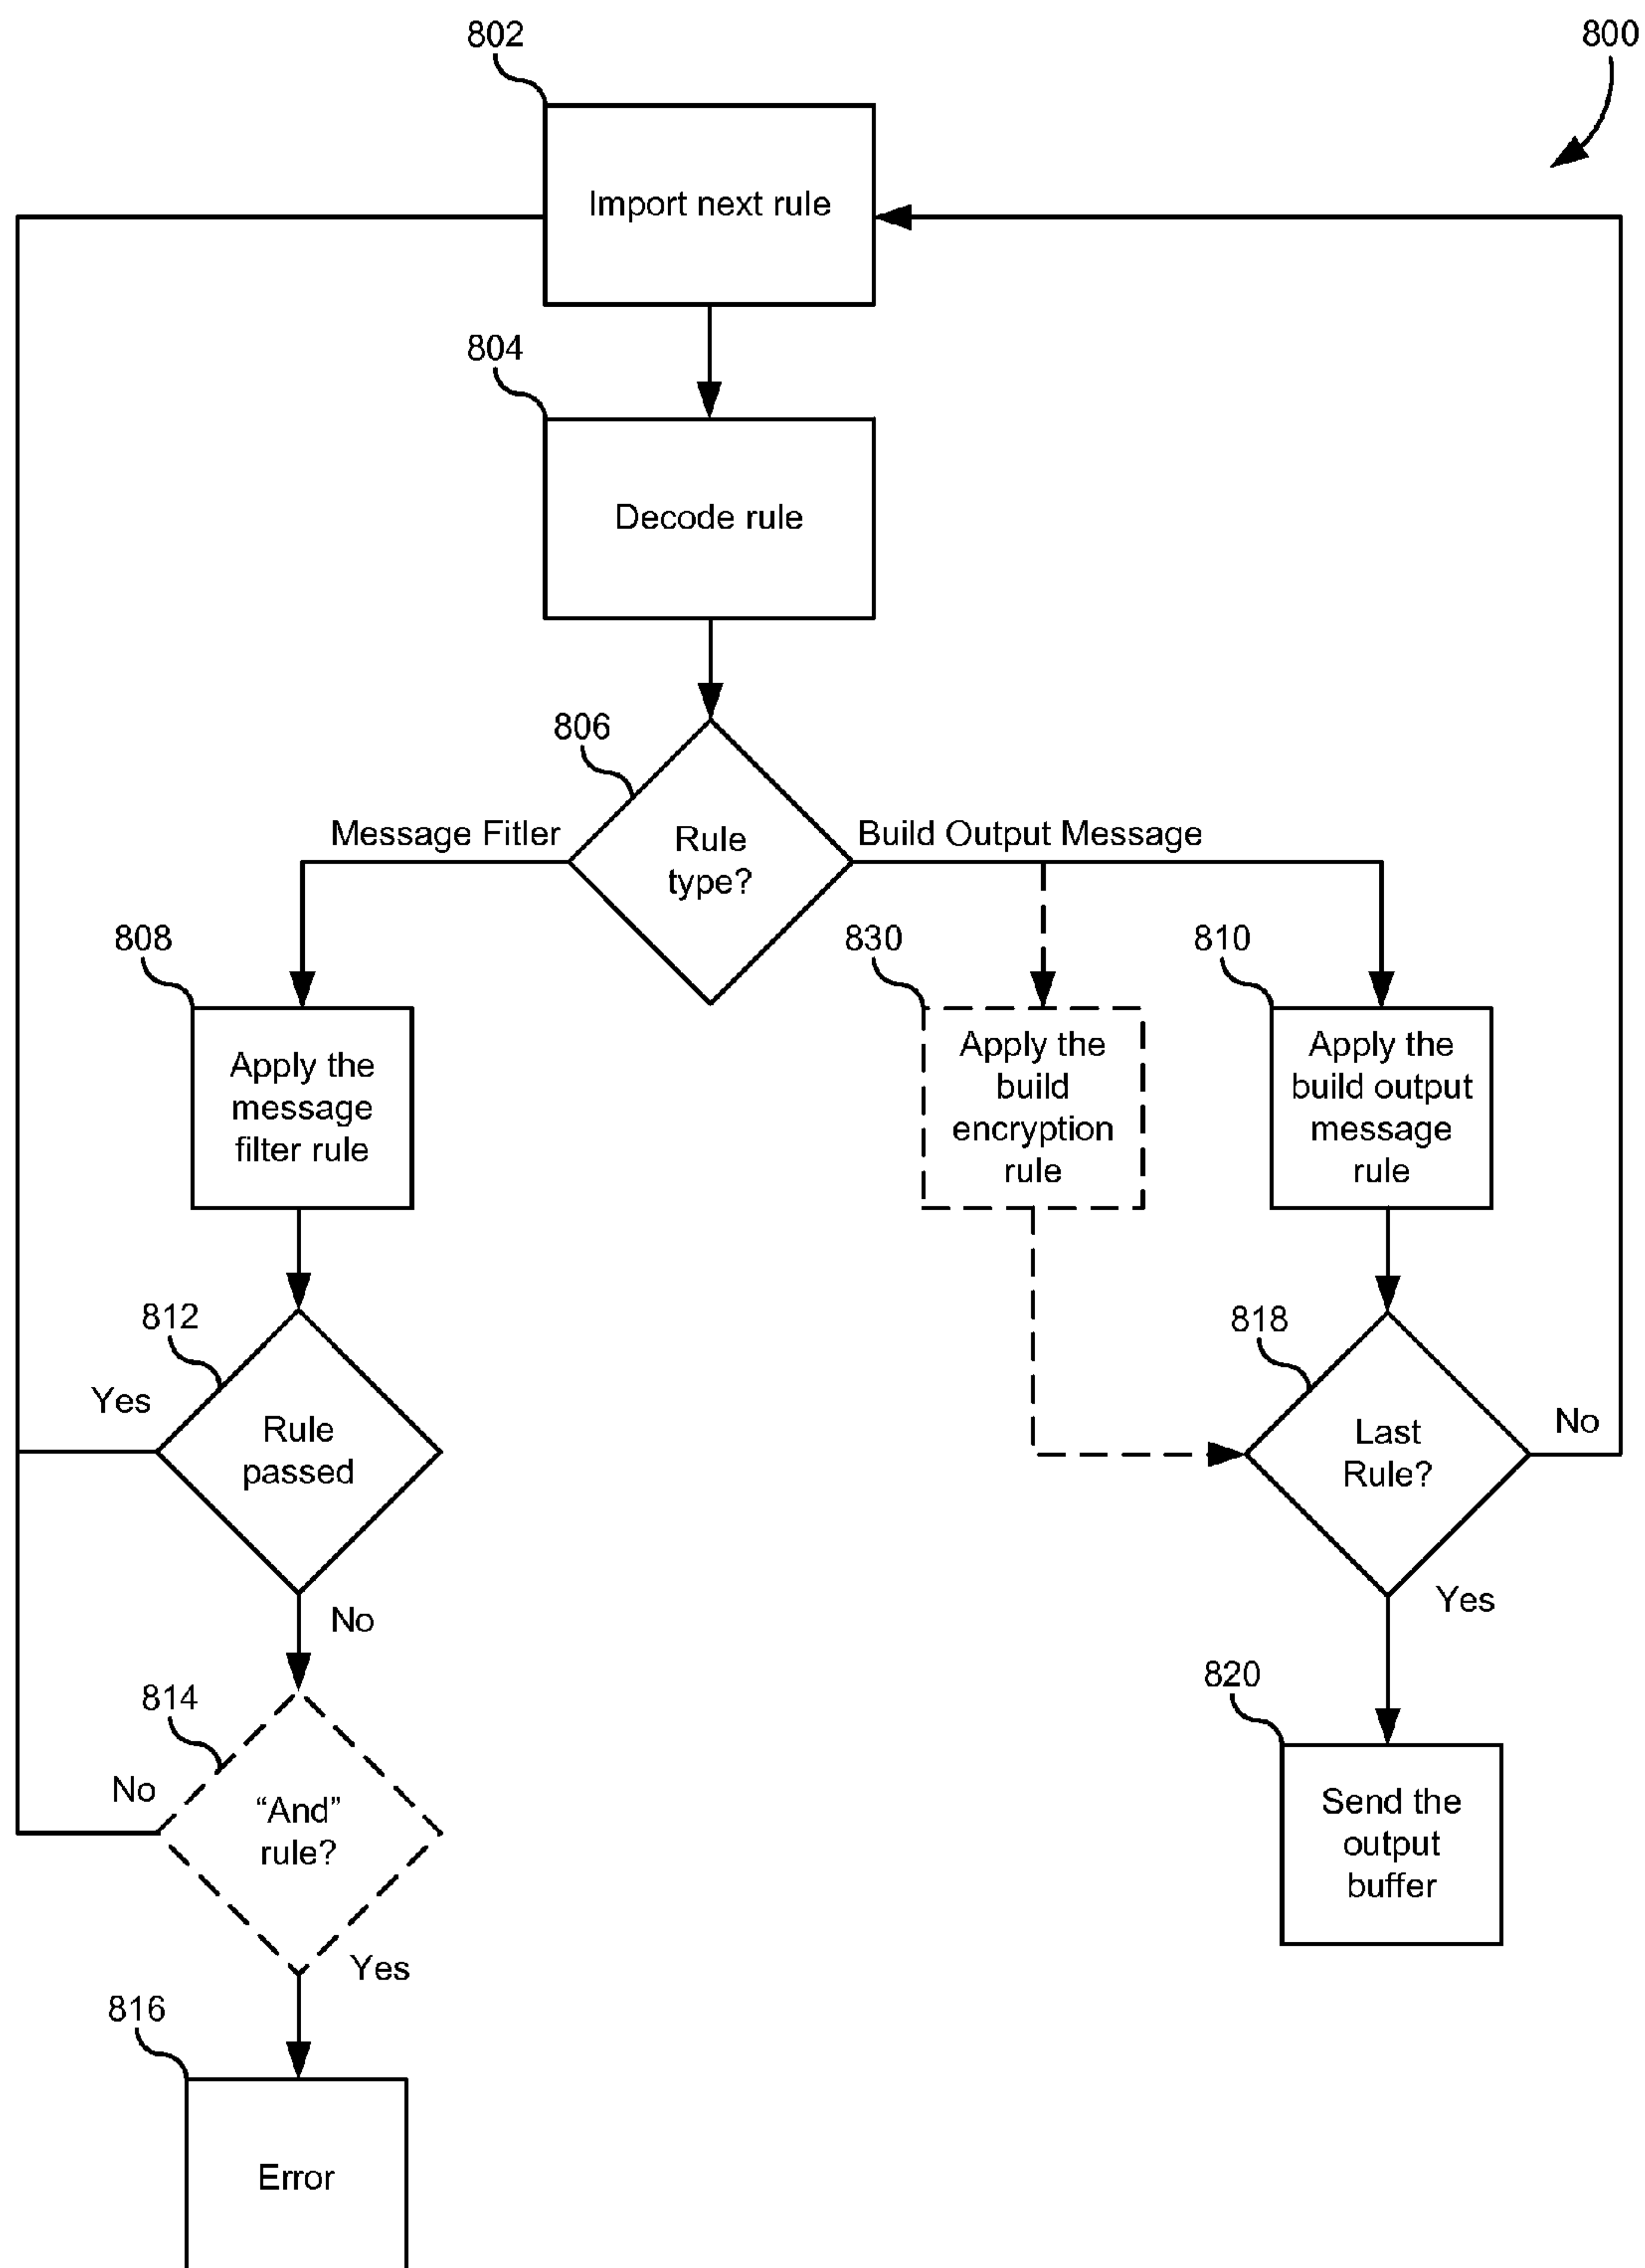 802
800
Import next rule
804
Decode rule
806
Message Fitler
Rule
type?
Build Output Message
808
830
810
Apply the
message
filter rule
Apply the
build
encryption
rule
Apply the
build output
message
rule
812
818
Yes
Rule
passed
Last
Rule?
No
No
Yes
814
820
No
“And”
rule?
Send the
output
buffer
Yes
816
Error